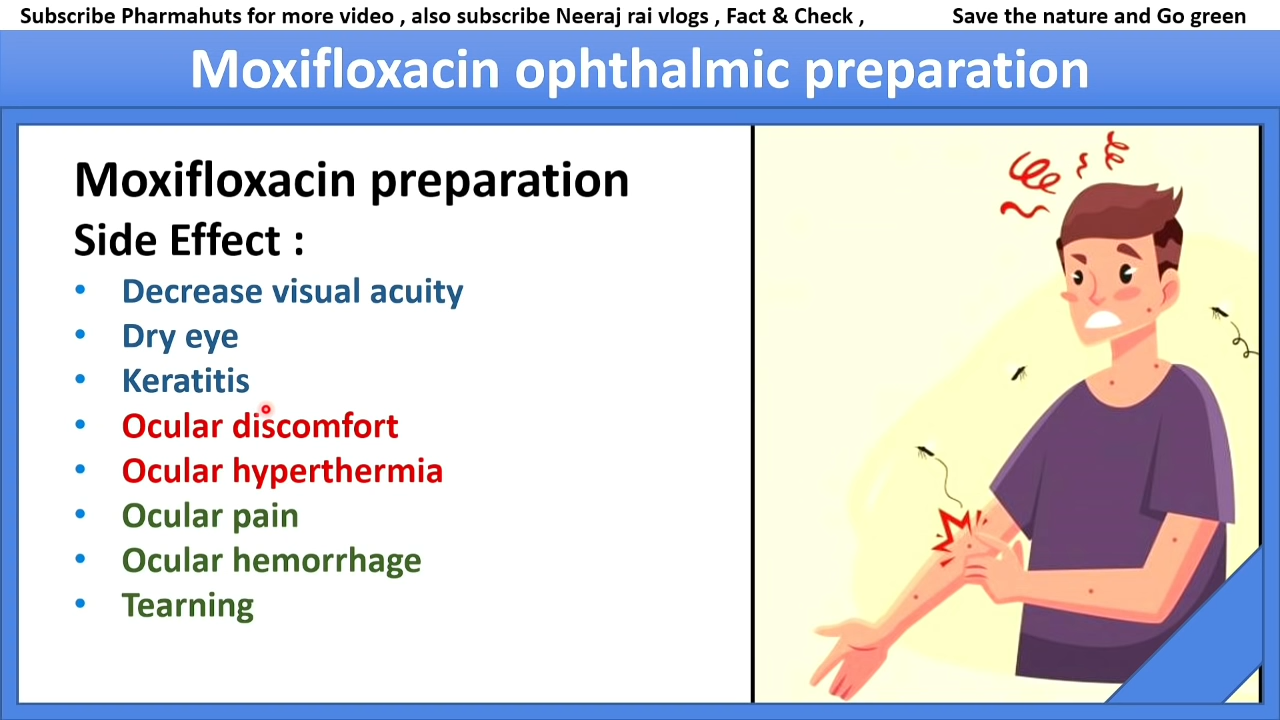 Subscribe Pharmahuts for more video , also subscribe Neeraj rai vlogs , Fact & Check , Save the nature and Go green
Moxifloxacin ophthalmic preparation
Moxifloxacin preparation
Side Effect :
• Decrease visual acuity
• Dry eye
• Keratitis
• Ocular discomfort
• Ocular hyperthermia
• Ocular pain
• Ocular hemorrhage
• Tearning